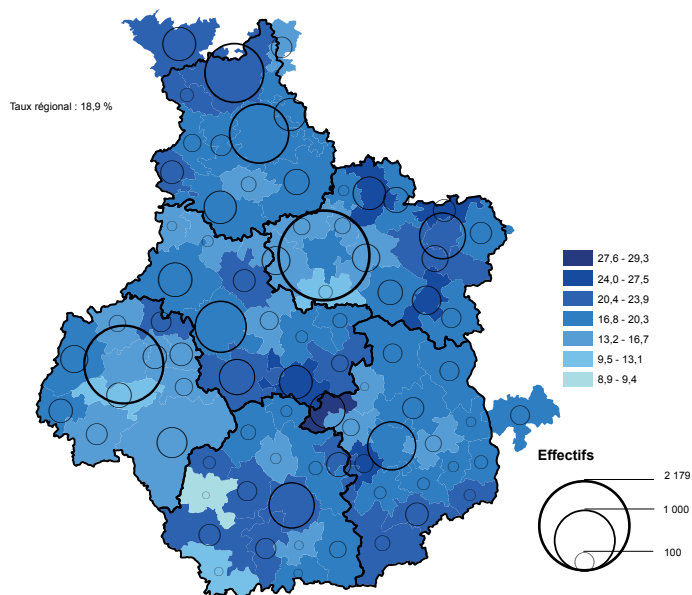 Taux régional : 18,9 %
27,6 - 29,3
24,0 - 27,5
20,4 - 23,9
16,8 - 20,3
13,2 - 16,7
9,5 - 13,1
8,9 - 9,4
Effectifs
2 179
1 000
100